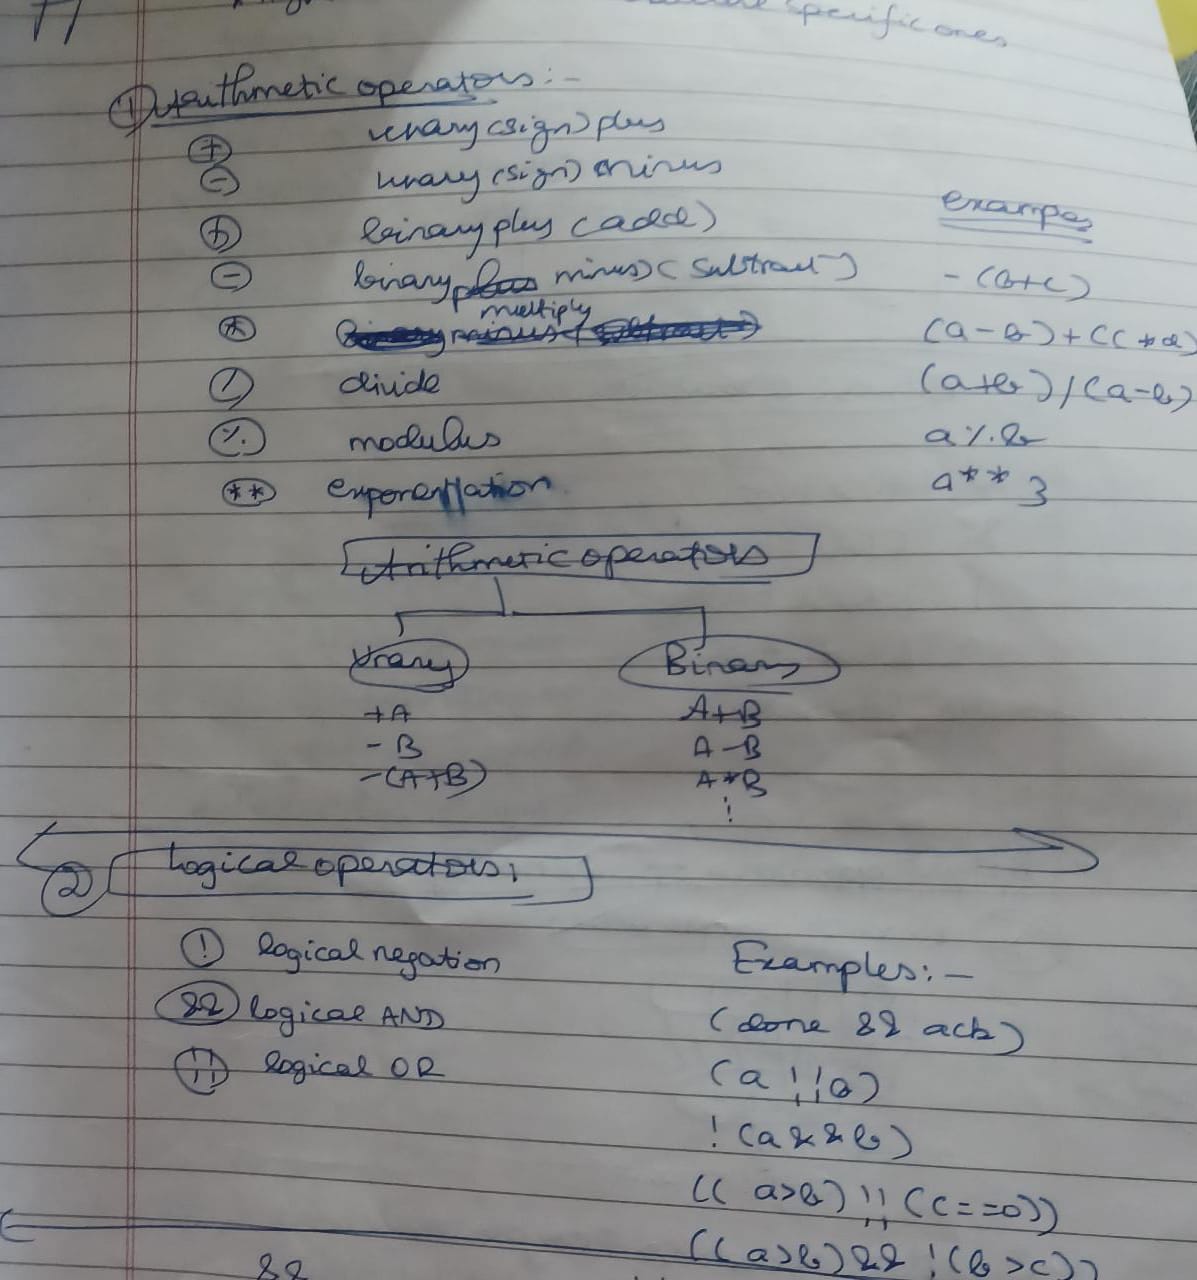 specific ones
① Arithmetic operators:-
+ unary (sign) plus
- unary (sign) minus
+ binary plus (add)
exampes
- binary minus (Subtract)
-(b+c)
* multiply
(a-b)+(c*d)
/ divide
(a+b)/(a-b)
% modulus
a%b
** exponentiation
a**3
Arithmetic operators
Unary Binary
+A A+B
-B A-B
-(A+B) A*B
⋮
② Logical operators:
! logical negation
Examples:-
&& logical AND
(done && ack)
|| logical OR
(a || b)
!(a&&b)
((a>b) || (c==0))
((a>b) && !(b>c))
&&